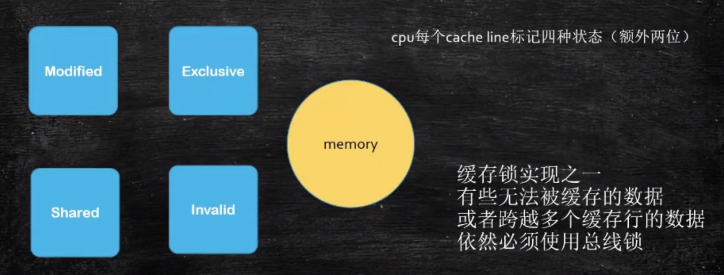 cpu每个cache line标记四种状态（额外两位）
Modified
Exclusive
memory
Shared
Invalid
缓存锁实现之一
有些无法被缓存的数据
或者跨越多个缓存行的数据
依然必须使用总线锁